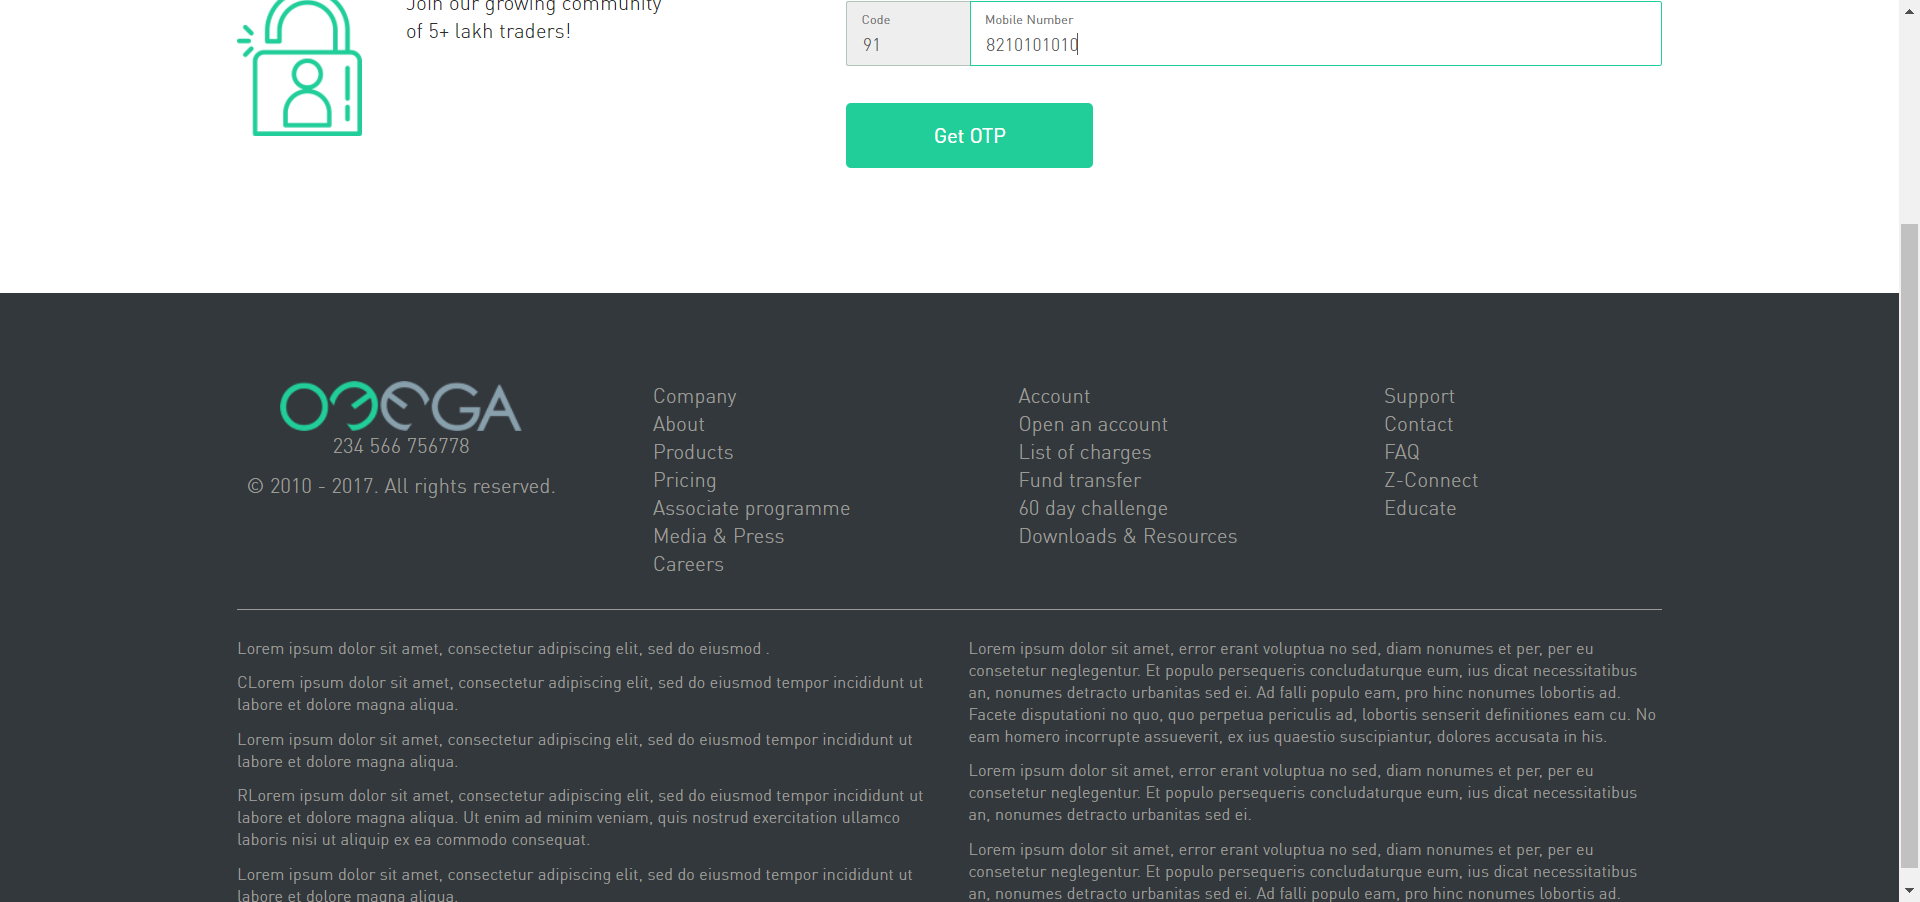 Join our growing community
of 5+ lakh traders!
Code
91
Mobile Number
8210101010
Get OTP
234 566 756778
© 2010 - 2017. All rights reserved.
Company
About
Products
Pricing
Associate programme
Media & Press
Careers
Account
Open an account
List of charges
Fund transfer
60 day challenge
Downloads & Resources
Support
Contact
FAQ
Z-Connect
Educate
Lorem ipsum dolor sit amet, consectetur adipiscing elit, sed do eiusmod .
CLorem ipsum dolor sit amet, consectetur adipiscing elit, sed do eiusmod tempor incididunt ut
labore et dolore magna aliqua.
Lorem ipsum dolor sit amet, consectetur adipiscing elit, sed do eiusmod tempor incididunt ut
labore et dolore magna aliqua.
RLorem ipsum dolor sit amet, consectetur adipiscing elit, sed do eiusmod tempor incididunt ut
labore et dolore magna aliqua. Ut enim ad minim veniam, quis nostrud exercitation ullamco
laboris nisi ut aliquip ex ea commodo consequat.
Lorem ipsum dolor sit amet, consectetur adipiscing elit, sed do eiusmod tempor incididunt ut
labore et dolore magna aliqua.
Lorem ipsum dolor sit amet, error erant voluptua no sed, diam nonumes et per, per eu
consetetur neglegentur. Et populo persequeris concludaturque eum, ius dicat necessitatibus
an, nonumes detracto urbanitas sed ei. Ad falli populo eam, pro hinc nonumes lobortis ad.
Facete disputationi no quo, quo perpetua periculis ad, lobortis senserit definitiones eam cu. No
eam homero incorrupte assueverit, ex ius quaestio suscipiantur, dolores accusata in his.
Lorem ipsum dolor sit amet, error erant voluptua no sed, diam nonumes et per, per eu
consetetur neglegentur. Et populo persequeris concludaturque eum, ius dicat necessitatibus
an, nonumes detracto urbanitas sed ei.
Lorem ipsum dolor sit amet, error erant voluptua no sed, diam nonumes et per, per eu
consetetur neglegentur. Et populo persequeris concludaturque eum, ius dicat necessitatibus
an, nonumes detracto urbanitas sed ei. Ad falli populo eam, pro hinc nonumes lobortis ad.